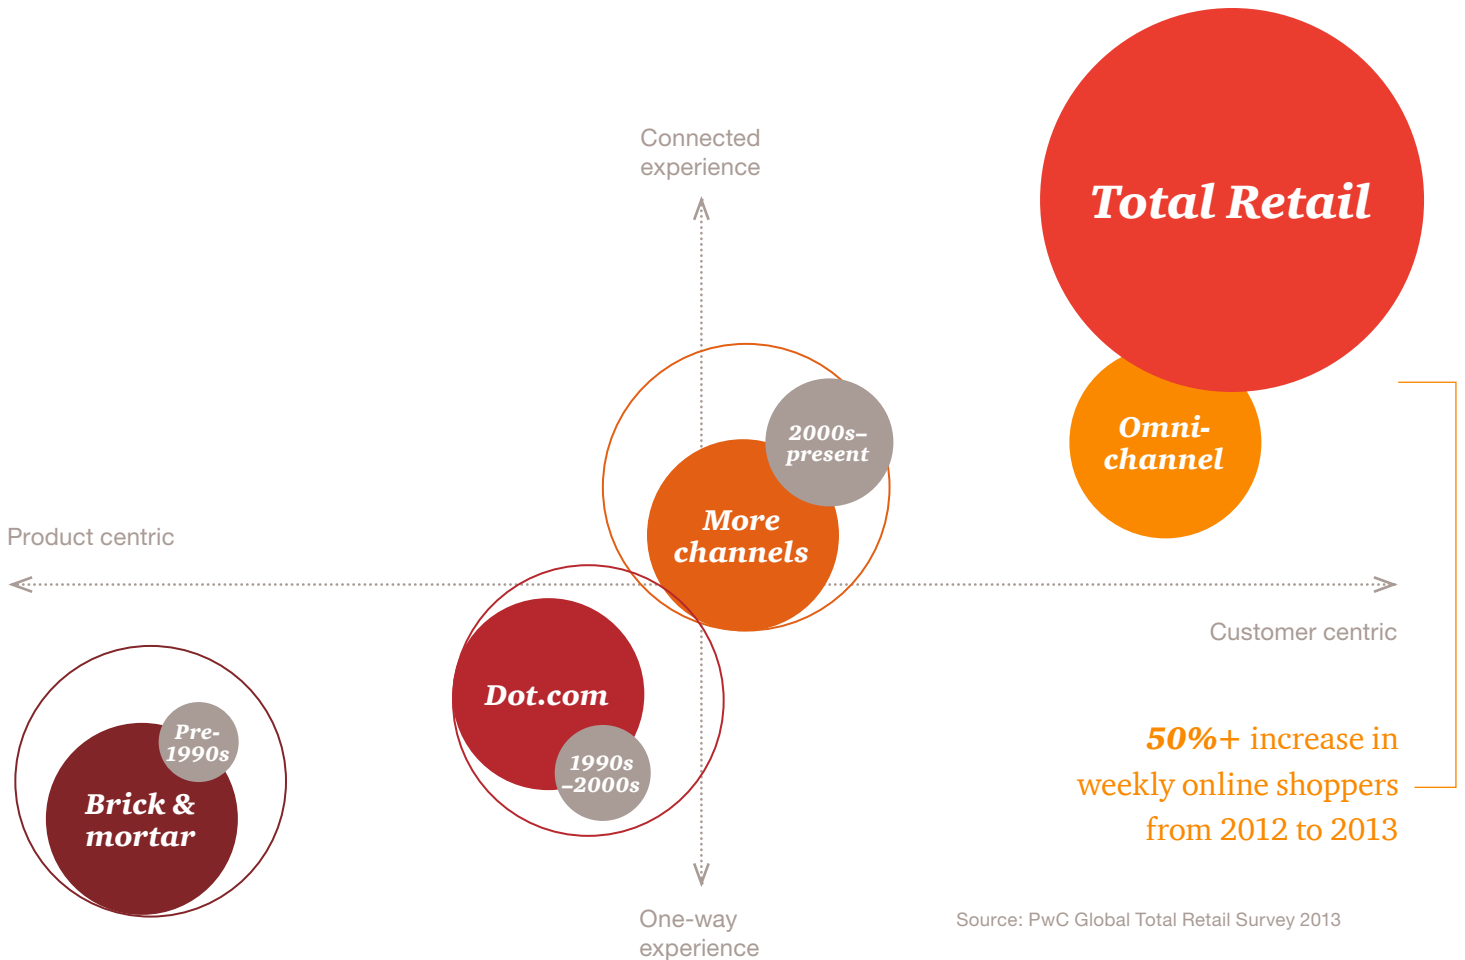 Connected
experience
Total Retail
2000s–
present
Omni-
channel
More
channels
Product centric
Customer centric
Dot.com
1990s
–2000s
Pre-
1990s
Brick &
mortar
50%+ increase in
weekly online shoppers
from 2012 to 2013
One-way
experience
Source: PwC Global Total Retail Survey 2013